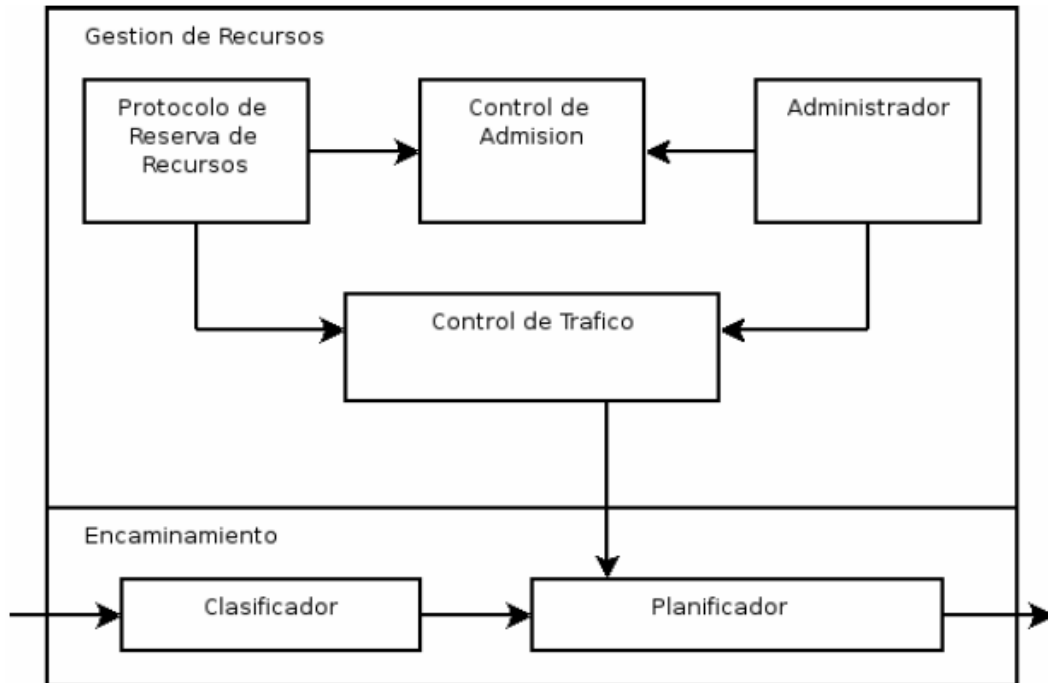 Gestion de Recursos
Protocolo de
Reserva de
Recursos
Control de
Admision
Administrador
Control de Trafico
Encaminamiento
Clasificador
Planificador